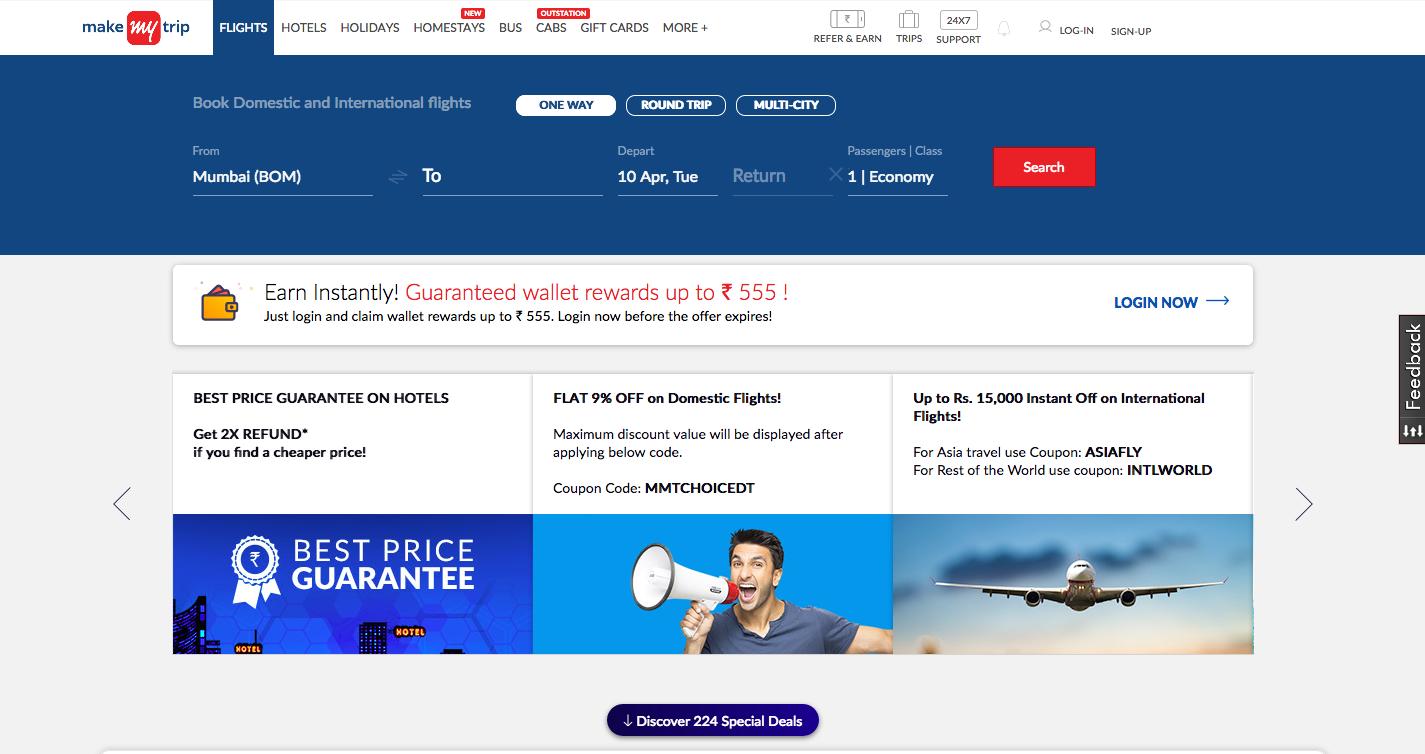 make my trip
FLIGHTS
HOTELS
HOLIDAYS
NEW
HOMESTAYS
BUS
OUTSTATION
CABS
GIFT CARDS
MORE +
₹
REFER & EARN
TRIPS
24X7
SUPPORT
LOG-IN
SIGN-UP
Book Domestic and International flights
ONE WAY
ROUND TRIP
MULTI-CITY
From
Mumbai (BOM)
To
Depart
10 Apr, Tue
Return
Passengers | Class
1 | Economy
Search
Earn Instantly! Guaranteed wallet rewards up to ₹ 555 !
Just login and claim wallet rewards up to ₹ 555. Login now before the offer expires!
LOGIN NOW
Feedback
BEST PRICE GUARANTEE ON HOTELS
Get 2X REFUND*
if you find a cheaper price!
₹
BEST PRICE
GUARANTEE
HOTEL
HOTEL
FLAT 9% OFF on Domestic Flights!
Maximum discount value will be displayed after
applying below code.
Coupon Code: MMTCHOICEDT
Up to Rs. 15,000 Instant Off on International
Flights!
For Asia travel use Coupon: ASIAFLY
For Rest of the World use coupon: INTLWORLD
↓ Discover 224 Special Deals